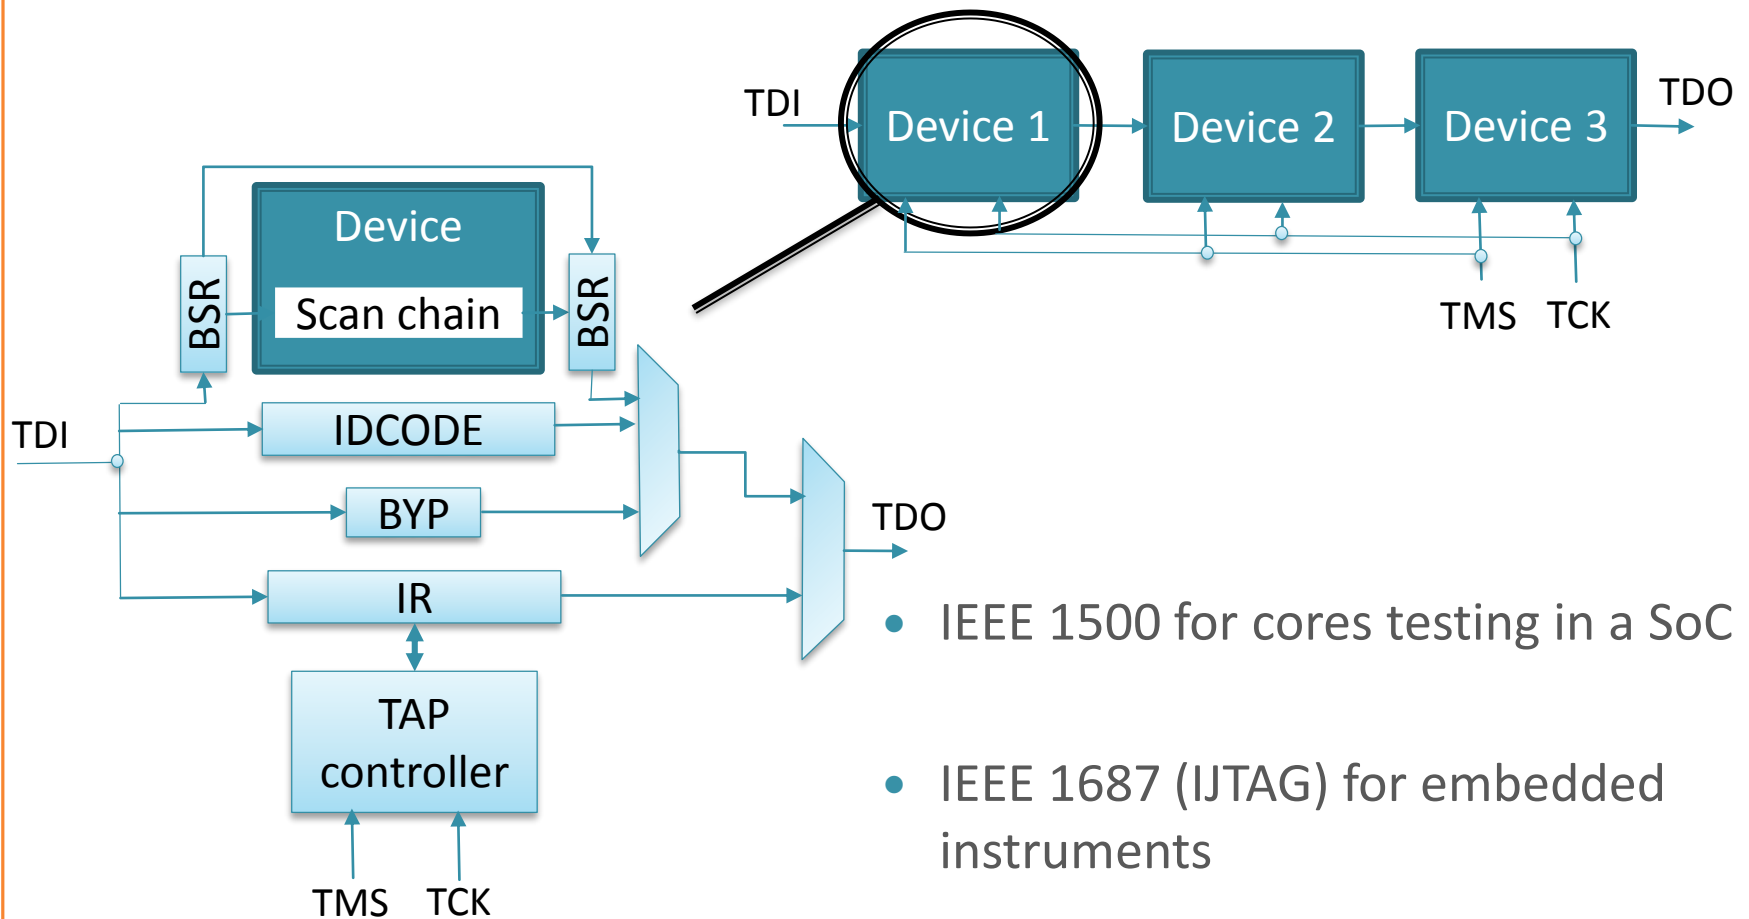 TDI
Device 1
Device 2
Device 3
TDO
TMS
TCK
Device
BSR
Scan chain
BSR
TDI
IDCODE
BYP
TDO
IR
TAP
controller
TMS
TCK
IEEE 1500 for cores testing in a SoC
IEEE 1687 (IJTAG) for embedded
instruments